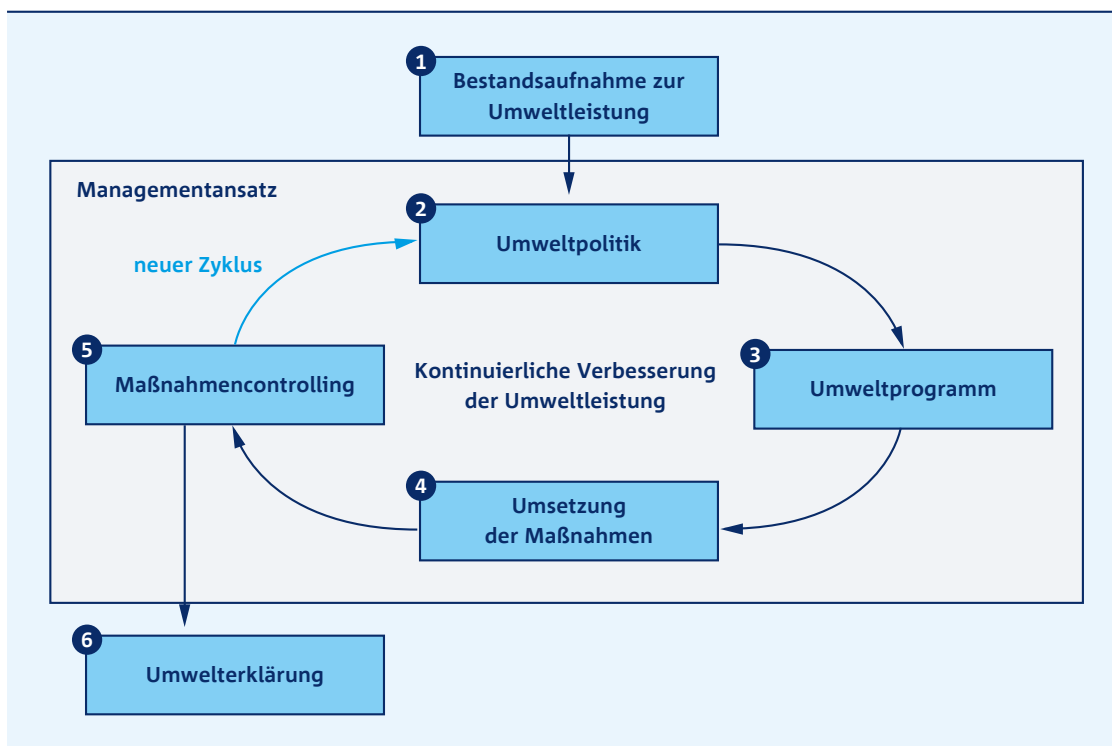 1
Bestandsaufnahme zur
Umweltleistung
Managementansatz
2
Umweltpolitik
neuer Zyklus
5
Maßnahmencontrolling
Kontinuierliche Verbesserung
der Umweltleistung
3
Umweltprogramm
4
Umsetzung
der Maßnahmen
6
Umwelterklärung